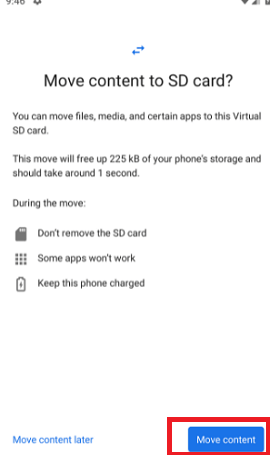 9:46
Move content to SD card?
You can move files, media, and certain apps to this Virtual
SD card.
This move will free up 225 kB of your phone's storage and
should take around 1 second.
During the move:
Don't remove the SD card
Some apps won't work
Keep this phone charged
Move content later
Move content